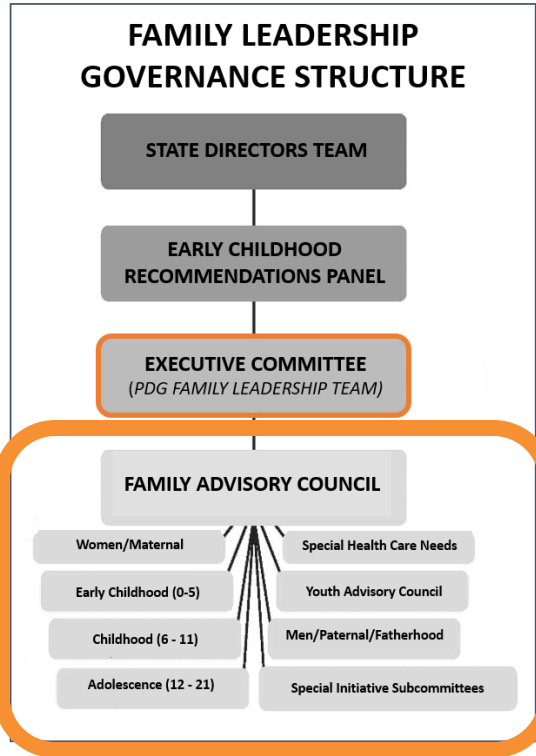 FAMILY LEADERSHIP
GOVERNANCE STRUCTURE
STATE DIRECTORS TEAM
EARLY CHILDHOOD
RECOMMENDATIONS PANEL
EXECUTIVE COMMITTEE
(PDG FAMILY LEADERSHIP TEAM)
FAMILY ADVISORY COUNCIL
Women/Maternal
Early Childhood (0-5)
Childhood (6 - 11)
Adolescence (12 - 21)
Special Health Care Needs
Youth Advisory Council
Men/Paternal/Fatherhood
Special Initiative Subcommittees